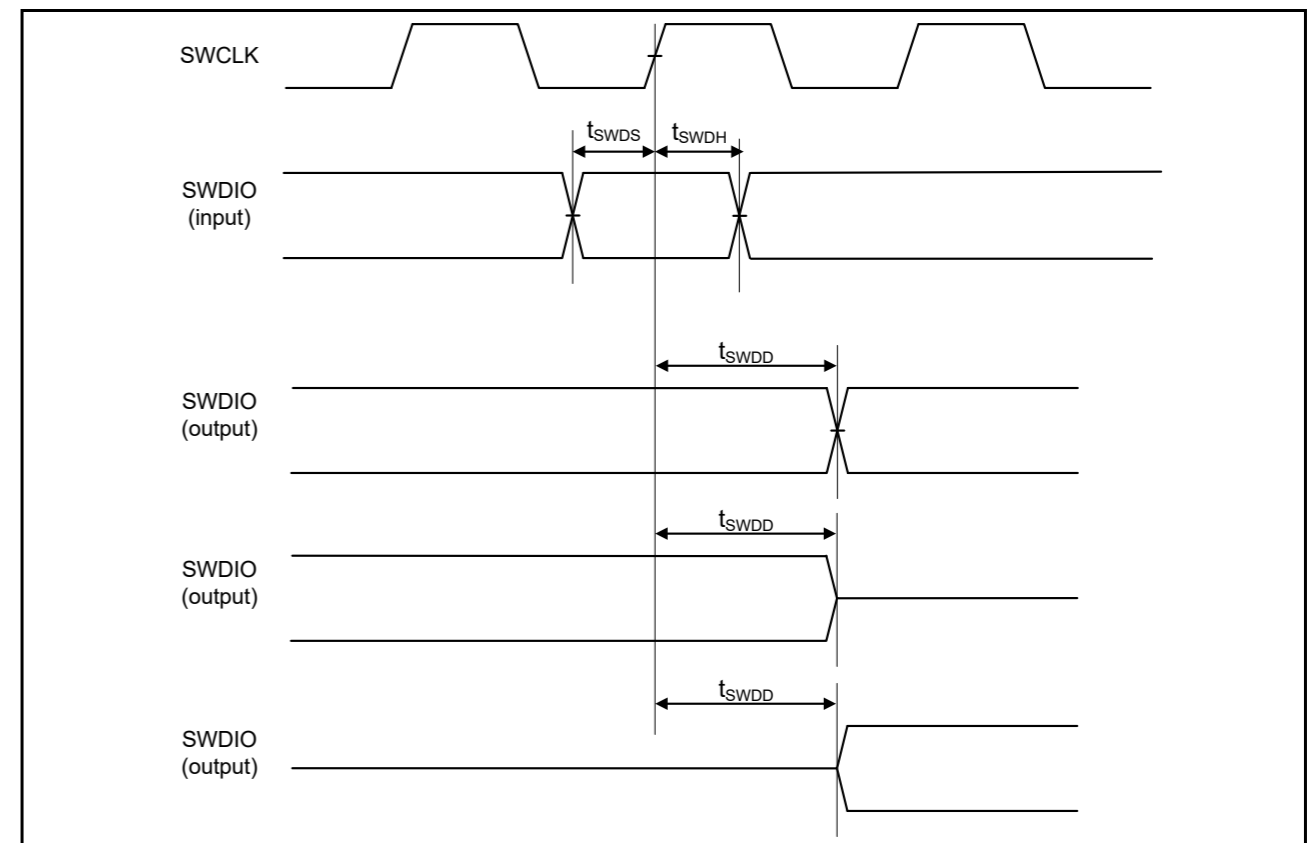 SWCLK
tSWDS tSWDH
SWDIO
(input)
tSWDD
SWDIO
(output)
tSWDD
SWDIO
(output)
tSWDD
SWDIO
(output)